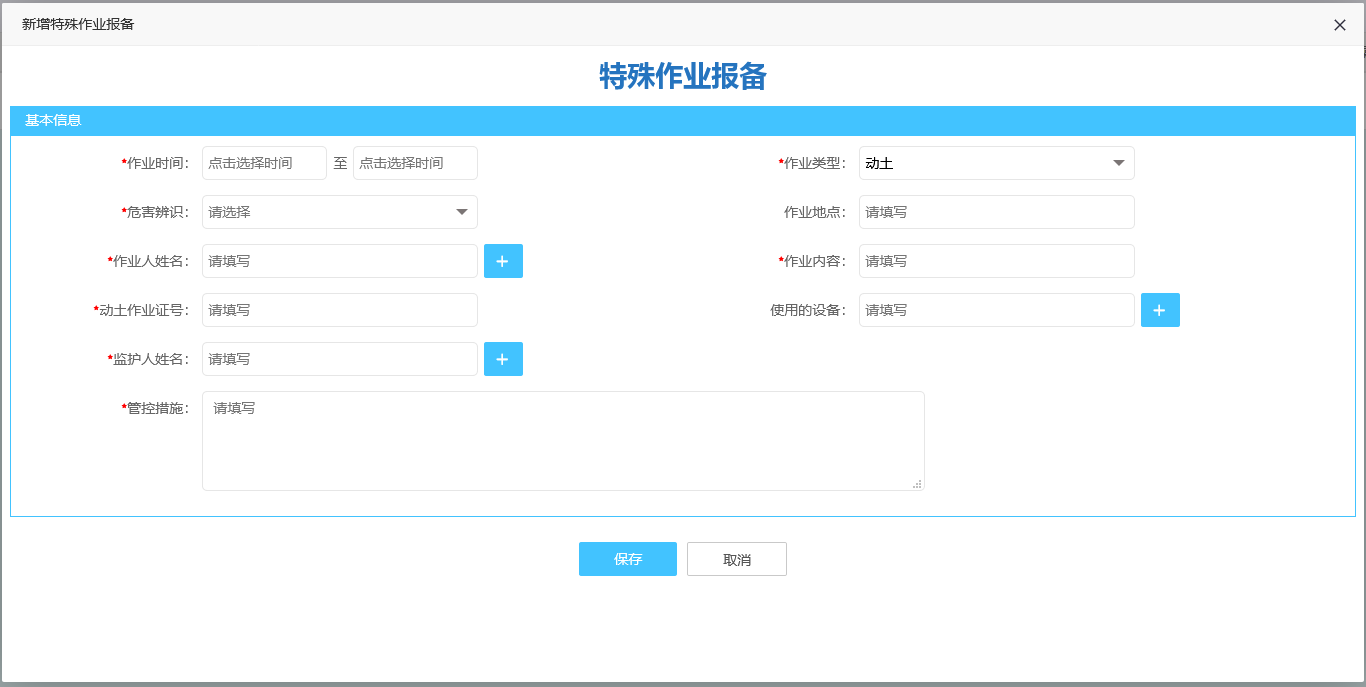 新增特殊作业报备
特殊作业报备
基本信息
*作业时间： 点击选择时间 至 点击选择时间 *作业类型： 动土
*危害辨识： 请选择 作业地点： 请填写
*作业人姓名： 请填写 + *作业内容： 请填写
*动土作业证号： 请填写 使用的设备： 请填写 +
*监护人姓名： 请填写 +
*管控措施： 请填写
保存 取消